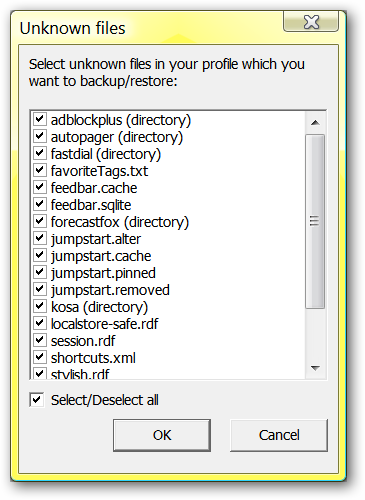 Unknown files
Select unknown files in your profile which you
want to backup/restore:
adblockplus (directory)
autopager (directory)
fastdial (directory)
favoriteTags.txt
feedbar.cache
feedbar.sqlite
forecastfox (directory)
jumpstart.alter
jumpstart.cache
jumpstart.pinned
jumpstart.removed
kosa (directory)
localstore-safe.rdf
session.rdf
shortcuts.xml
stylish.rdf
Select/Deselect all
OK
Cancel